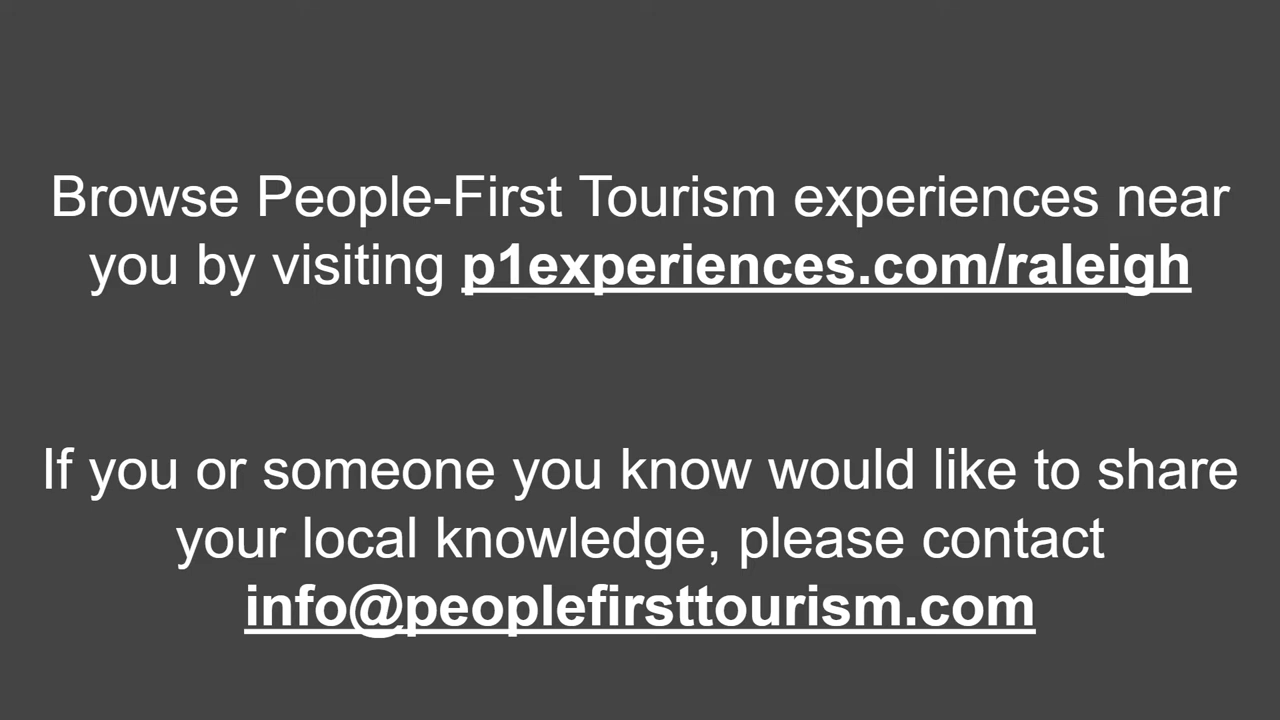 Browse People-First Tourism experiences near
you by visiting p1experiences.com/raleigh
If you or someone you know would like to share
your local knowledge, please contact
info@peoplefirsttourism.com